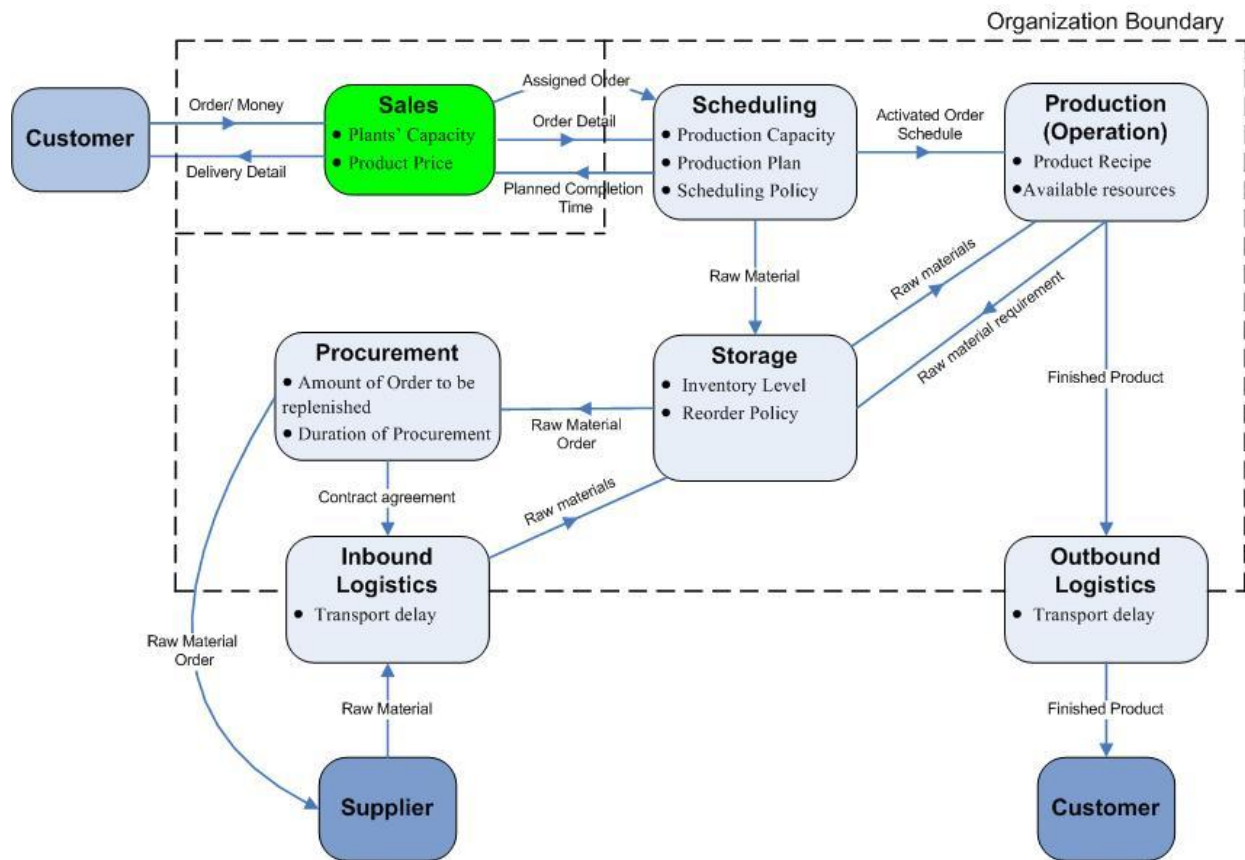 Organization Boundary
Customer
Order/ Money
Delivery Detail
Sales
● Plants' Capacity
● Product Price
Assigned Order
Order Detail
Planned Completion
Time
Scheduling
● Production Capacity
● Production Plan
● Scheduling Policy
Activated Order
Schedule
Production
(Operation)
● Product Recipe
● Available resources
Raw Material
Raw materials
Raw material requirement
Finished Product
Procurement
● Amount of Order to be
replenished
● Duration of Procurement
Raw Material
Order
Storage
● Inventory Level
● Reorder Policy
Contract agreement
Raw materials
Inbound
Logistics
● Transport delay
Outbound
Logistics
● Transport delay
Raw Material
Order
Raw Material
Finished Product
Supplier
Customer